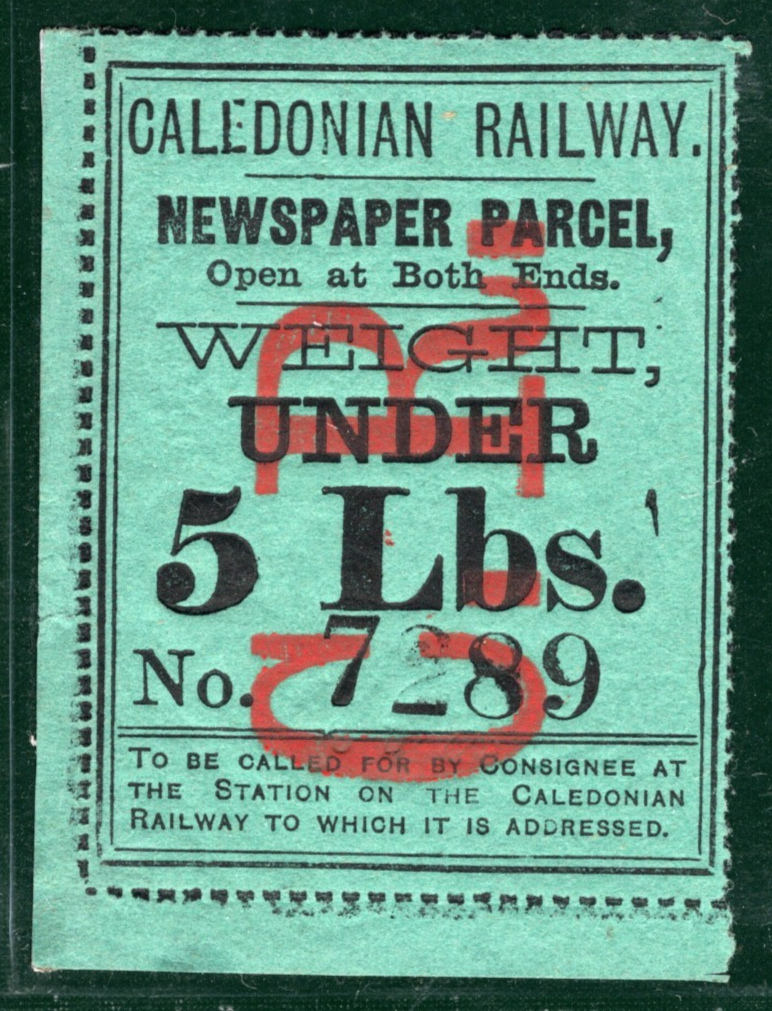 CALEDONIAN RAILWAY.
NEWSPAPER PARCEL,
Open at Both Ends.
WEIGHT,
UNDER
5 Lbs.
No. 7289
TO BE CALLED FOR BY CONSIGNEE AT
THE STATION ON THE CALEDONIAN
RAILWAY TO WHICH IT IS ADDRESSED.
C.R